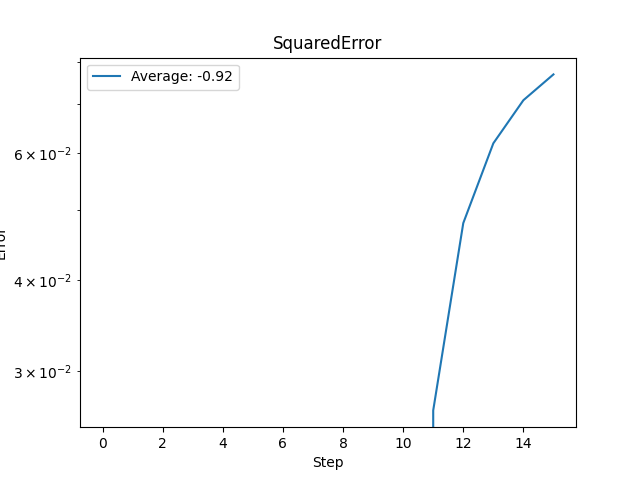 SquaredError
Average: -0.92
6 × 10⁻²
4 × 10⁻²
3 × 10⁻²
Error
0 2 4 6 8 10 12 14
Step